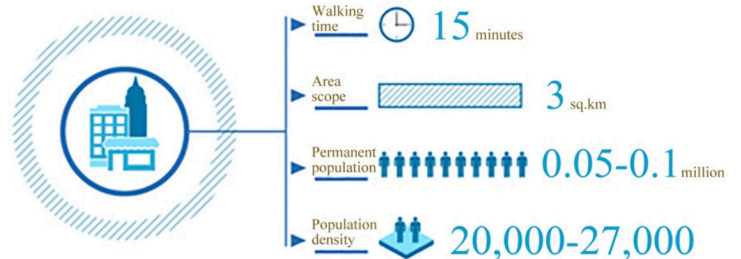 Walking
time
15 minutes
Area
scope
3 sq.km
Permanent
population
0.05-0.1 million
Population
density
20,000-27,000